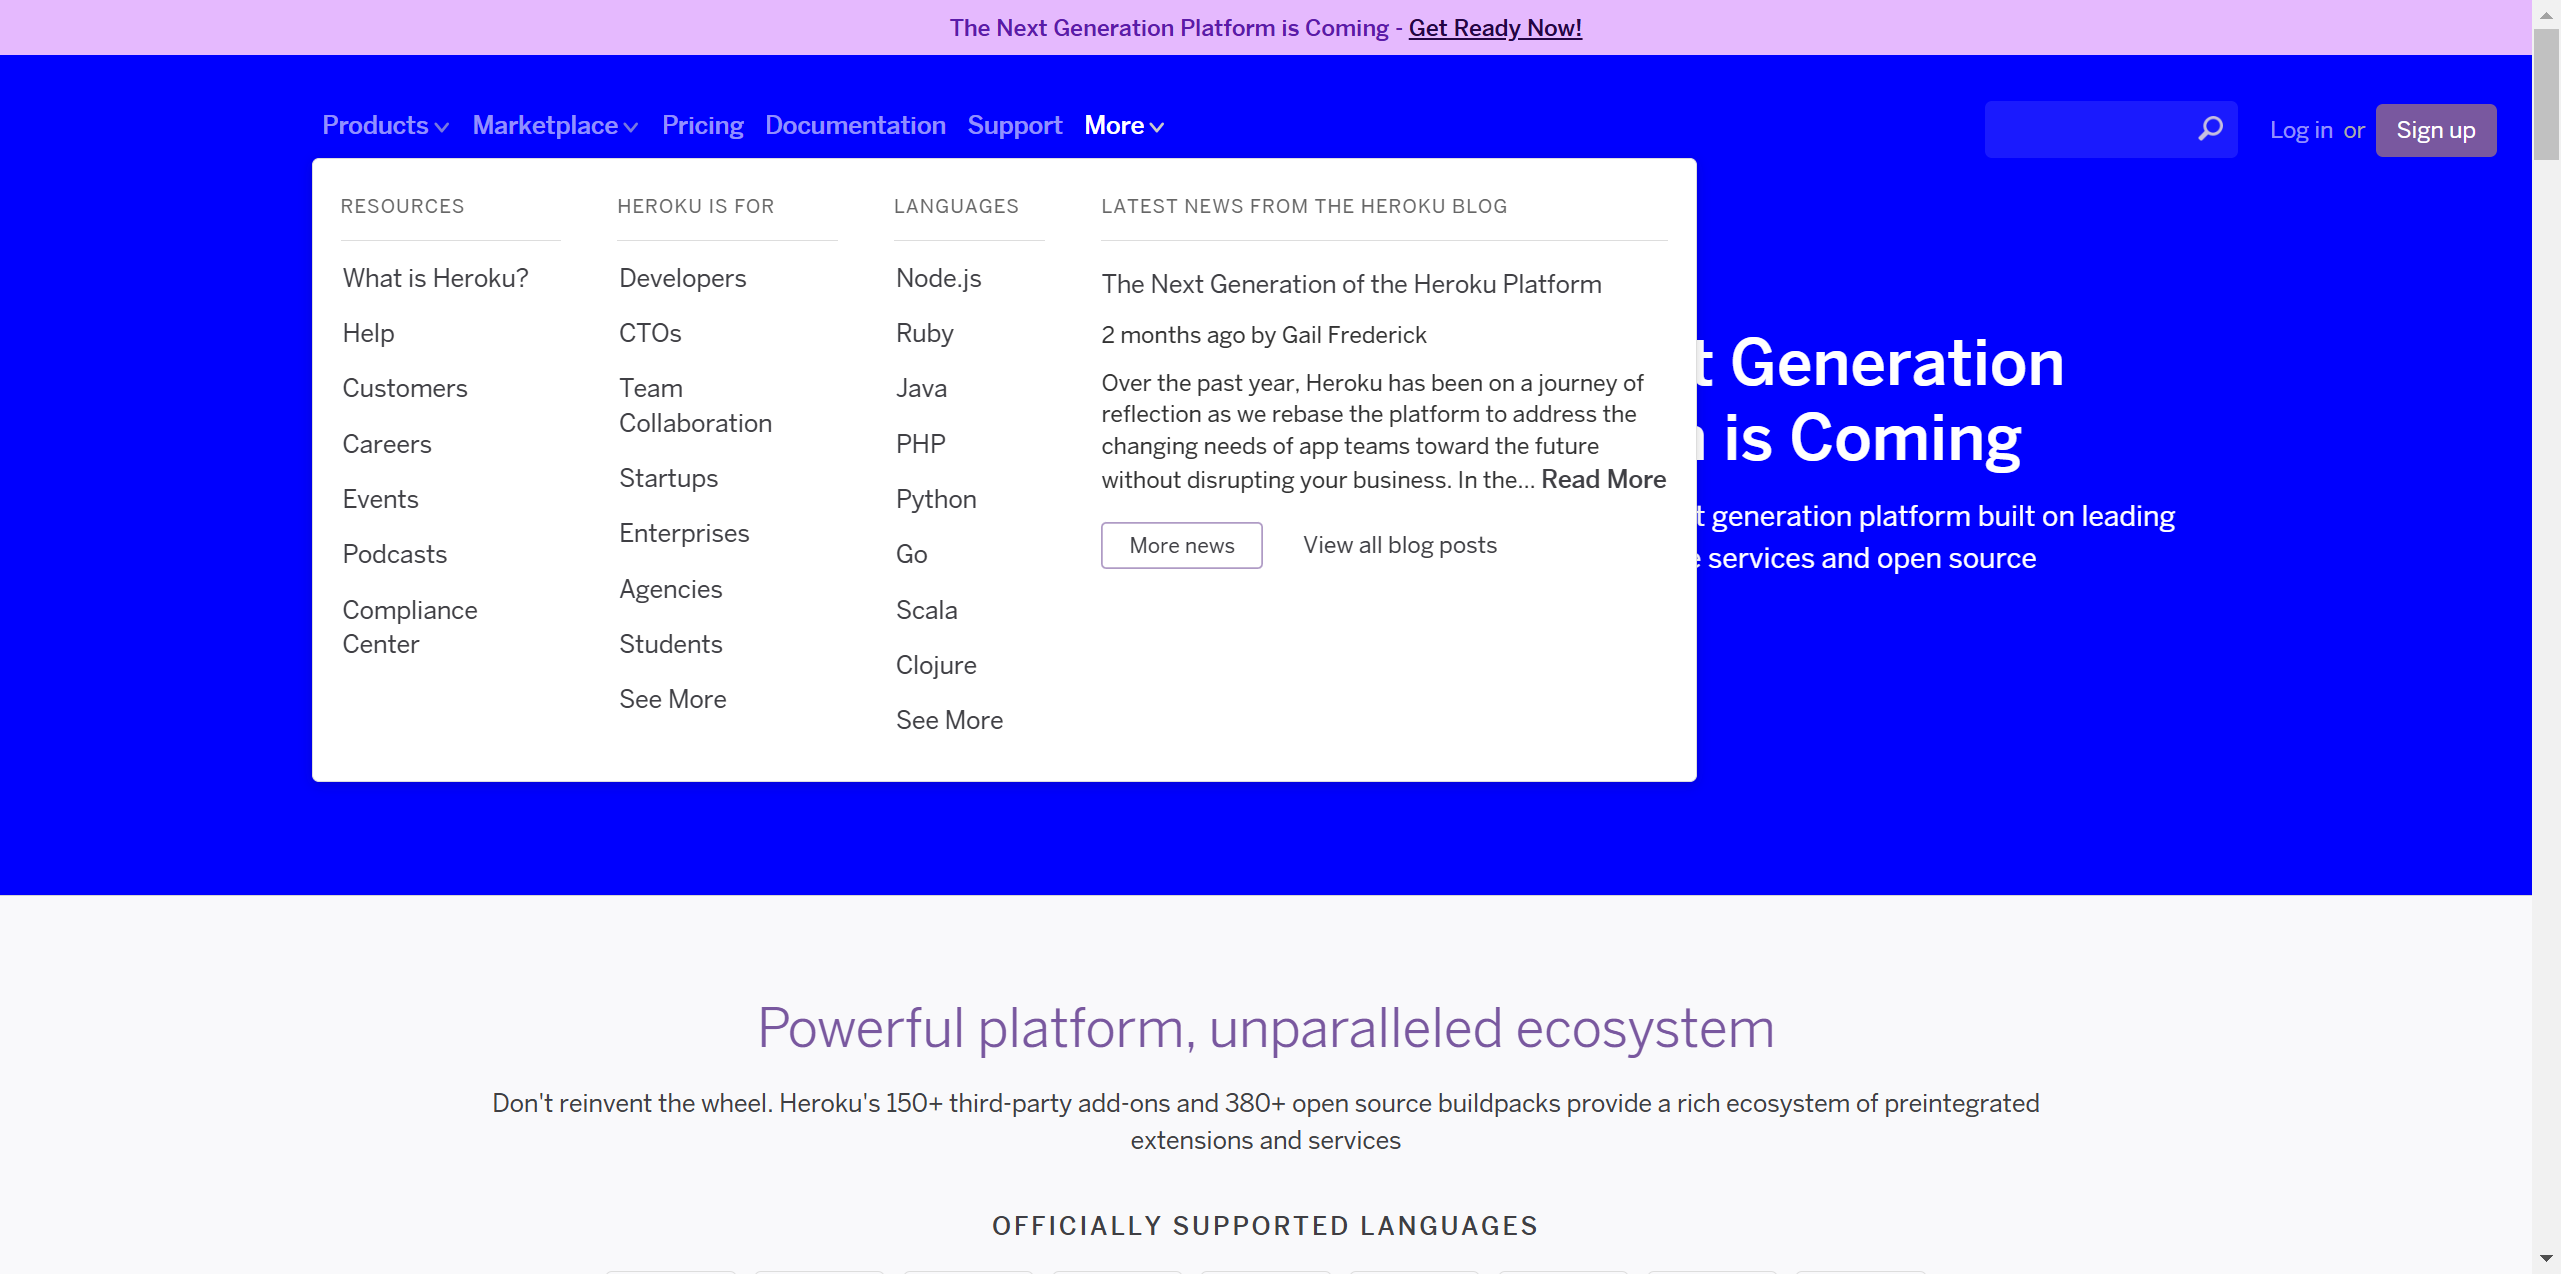 The Next Generation Platform is Coming - Get Ready Now!
Products Marketplace Pricing Documentation Support More
Log in or Sign up
RESOURCES
What is Heroku?
Help
Customers
Careers
Events
Podcasts
Compliance
Center
HEROKU IS FOR
Developers
CTOs
Team
Collaboration
Startups
Enterprises
Agencies
Students
See More
LANGUAGES
Node.js
Ruby
Java
PHP
Python
Go
Scala
Clojure
See More
LATEST NEWS FROM THE HEROKU BLOG
The Next Generation of the Heroku Platform
2 months ago by Gail Frederick
Over the past year, Heroku has been on a journey of
reflection as we rebase the platform to address the
changing needs of app teams toward the future
without disrupting your business. In the... Read More
More news View all blog posts
Generation
is Coming
generation platform built on leading
services and open source
Powerful platform, unparalleled ecosystem
Don't reinvent the wheel. Heroku's 150+ third-party add-ons and 380+ open source buildpacks provide a rich ecosystem of preintegrated
extensions and services
OFFICIALLY SUPPORTED LANGUAGES